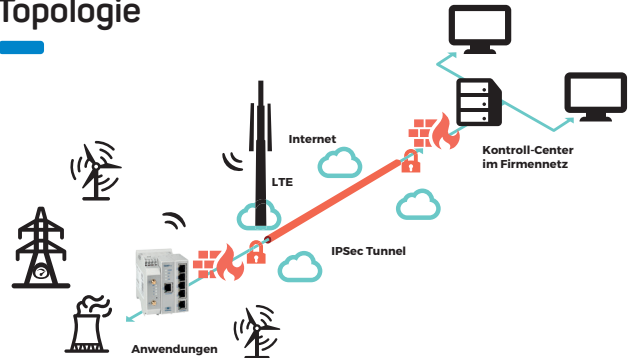 Topologie
Internet
LTE
Kontroll-Center
im Firmennetz
IPSec Tunnel
Anwendungen